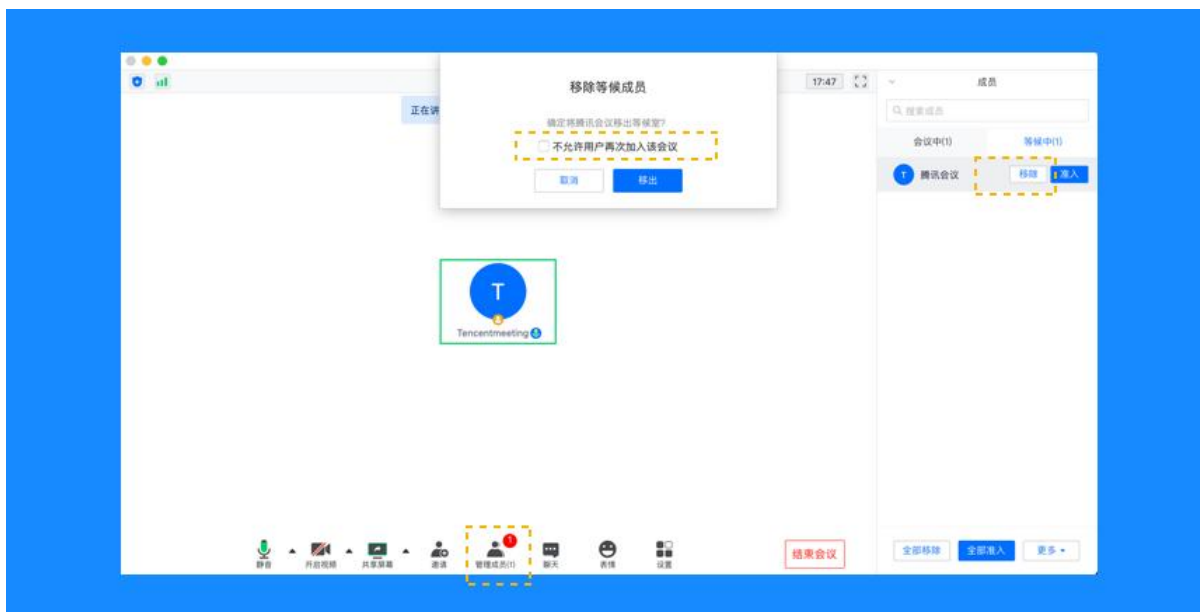 移除等候成员
17:47
成员
正在讲
确定将腾讯会议移出等候室?
搜索成员
不允许用户再次加入该会议
会议中(1)
等候中(1)
取消
移出
T
腾讯会议
移除
准入
T
Tencentmeeting
1
静音
开启视频
共享屏幕
邀请
管理成员(1)
聊天
表情
设置
结束会议
全部移除
全部准入
更多